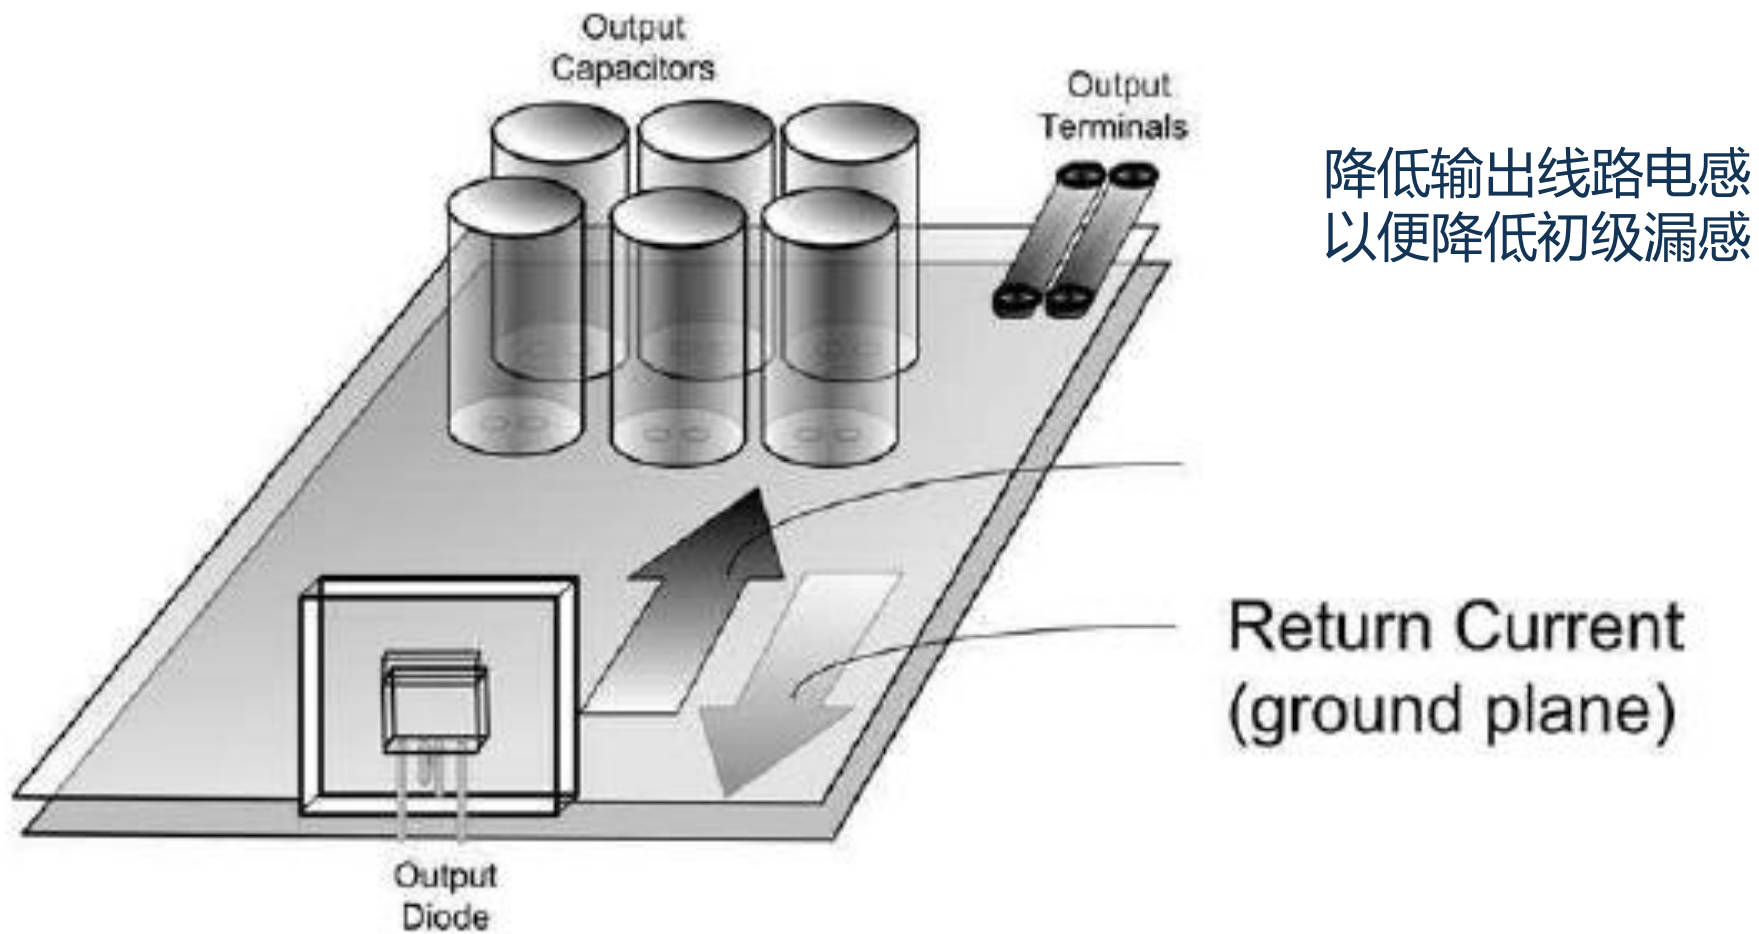 Output
Capacitors
Output
Terminals
降低输出线路电感
以便降低初级漏感
Return Current
(ground plane)
Output
Diode